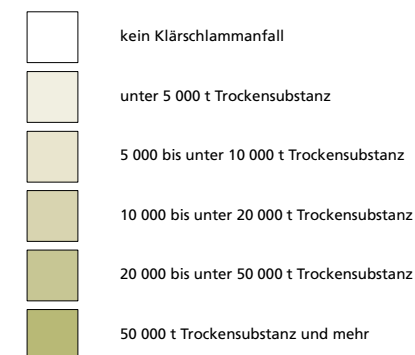 kein Klärschlammanfall
unter 5 000 t Trockensubstanz
5 000 bis unter 10 000 t Trockensubstanz
10 000 bis unter 20 000 t Trockensubstanz
20 000 bis unter 50 000 t Trockensubstanz
50 000 t Trockensubstanz und mehr